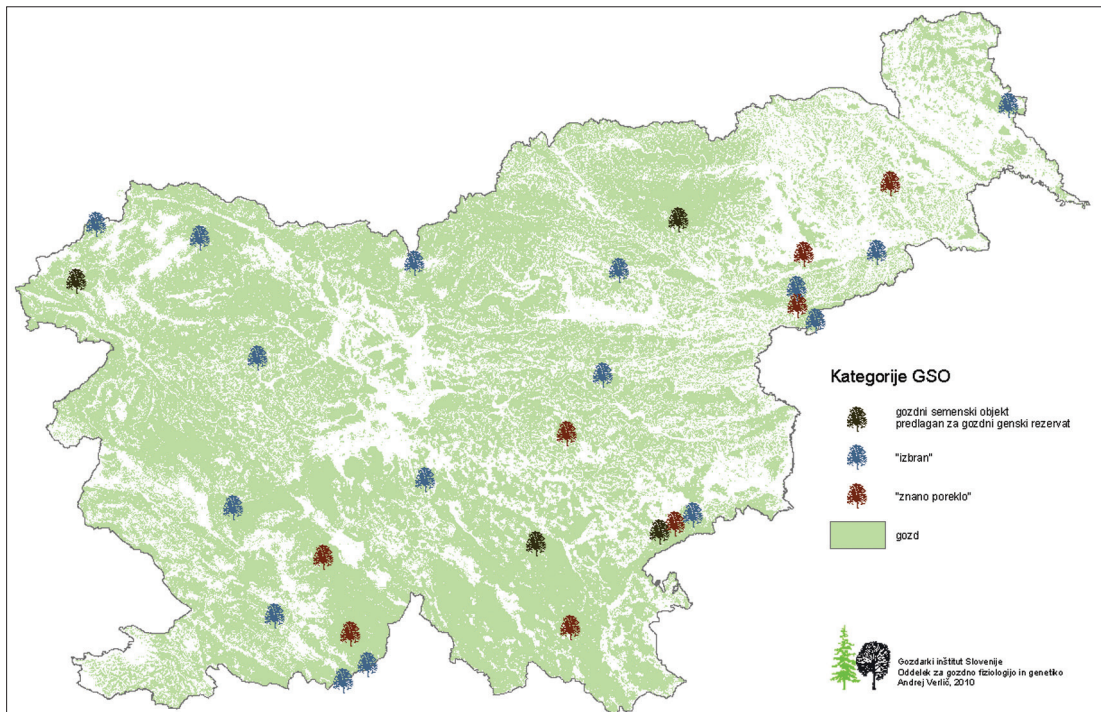 Kategorije GSO
gozdni semenski objekt
predlagan za gozdni genski rezervat
"izbran"
"znano poreklo"
gozd
Gozdarki inštitut Slovenije
Oddelek za gozdno fiziologijo in genetiko
Andrej Verlič, 2010